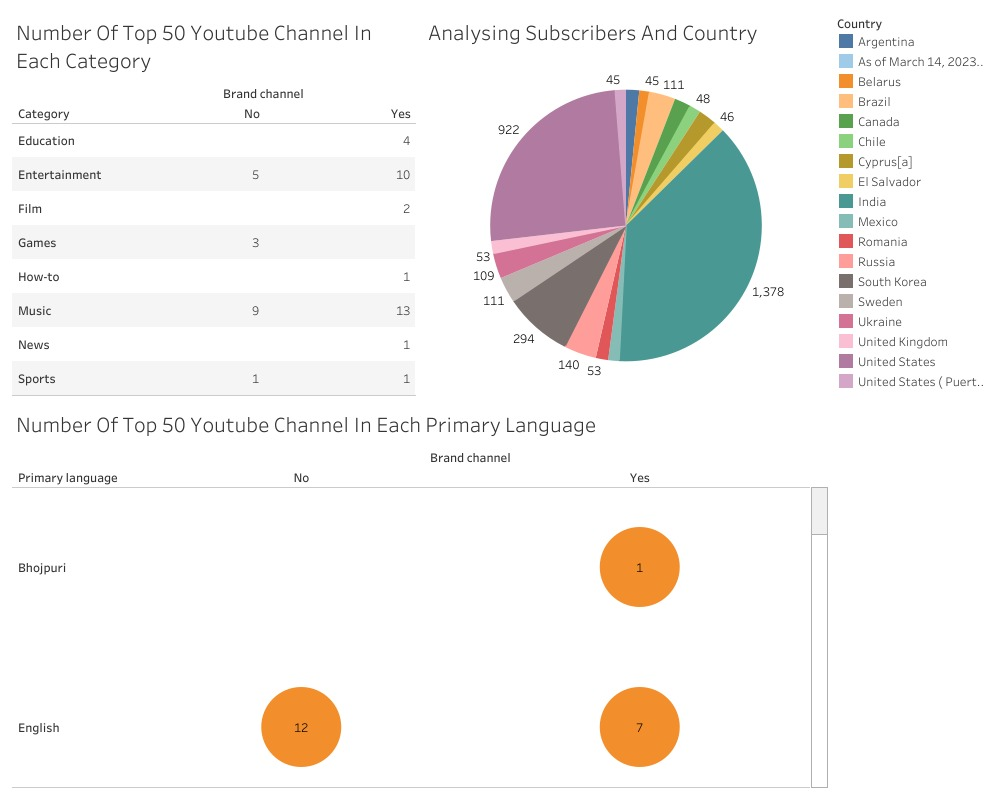 Number Of Top 50 Youtube Channel In
Each Category
Brand channel
Category No Yes
Education 4
Entertainment 5 10
Film 2
Games 3
How-to 1
Music 9 13
News 1
Sports 1 1
Analysing Subscribers And Country
45
45
111
48
46
922
1,378
53
109
111
294
140
53
Country
Argentina
As of March 14, 2023..
Belarus
Brazil
Canada
Chile
Cyprus[a]
El Salvador
India
Mexico
Romania
Russia
South Korea
Sweden
Ukraine
United Kingdom
United States
United States ( Puert..
Number Of Top 50 Youtube Channel In Each Primary Language
Brand channel
Primary language No Yes
Bhojpuri 1
English 12 7